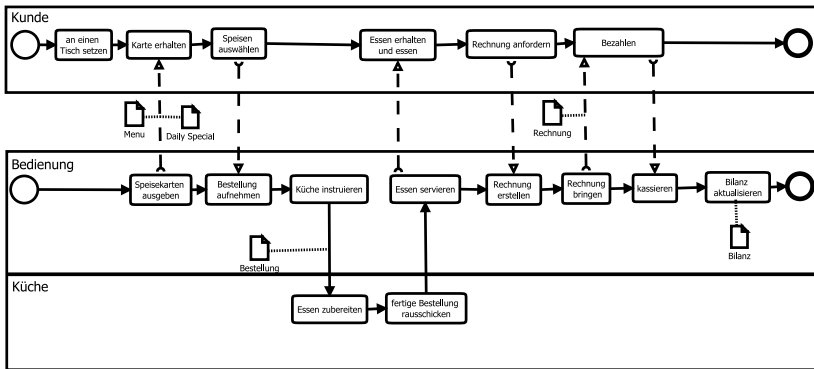 Kunde
an einen
Tisch setzen
Karte erhalten
Speisen
auswählen
Essen erhalten
und essen
Rechnung anfordern
Bezahlen
Menu
Daily Special
Rechnung
Bedienung
Speisekarten
ausgeben
Bestellung
aufnehmen
Küche instruieren
Essen servieren
Rechnung
erstellen
Rechnung
bringen
kassieren
Bilanz
aktualisieren
Bestellung
Bilanz
Küche
Essen zubereiten
fertige Bestellung
rausschicken